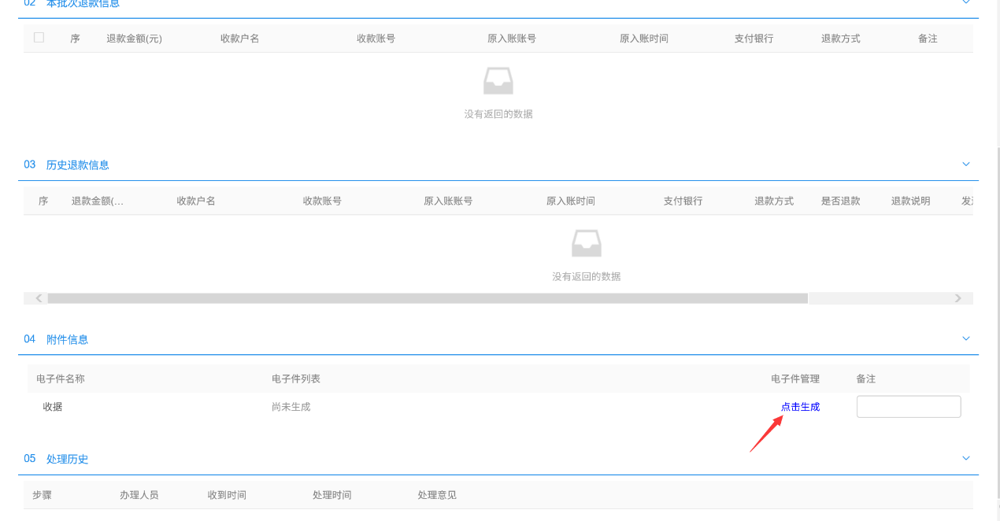 02 本批次退款信息
序 退款金额(元) 收款户名 收款账号 原入账账号 原入账时间 支付银行 退款方式 备注
没有返回的数据
03 历史退款信息
序 退款金额(... 收款户名 收款账号 原入账账号 原入账时间 支付银行 退款方式 是否退款 退款说明
没有返回的数据
04 附件信息
电子件名称 电子件列表 电子件管理 备注
收据 尚未生成 点击生成
05 处理历史
步骤 办理人员 收到时间 处理时间 处理意见